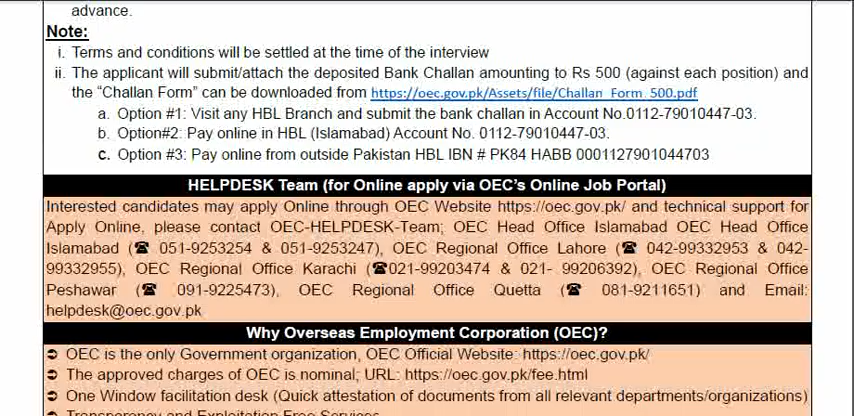 advance.
Note:
i. Terms and conditions will be settled at the time of the interview
ii. The applicant will submit/attach the deposited Bank Challan amounting to Rs 500 (against each position) and
the “Challan Form” can be downloaded from https://oec.gov.pk/Assets/file/Challan_Form_500.pdf
a. Option #1: Visit any HBL Branch and submit the bank challan in Account No.0112-79010447-03.
b. Option#2: Pay online in HBL (Islamabad) Account No. 0112-79010447-03.
c. Option #3: Pay online from outside Pakistan HBL IBN # PK84 HABB 0001127901044703
HELPDESK Team (for Online apply via OEC’s Online Job Portal)
Interested candidates may apply Online through OEC Website https://oec.gov.pk/ and technical support for
Apply Online, please contact OEC-HELPDESK-Team; OEC Head Office Islamabad OEC Head Office
Islamabad (☎ 051-9253254 & 051-9253247), OEC Regional Office Lahore (☎ 042-99332953 & 042-
99332955), OEC Regional Office Karachi (☎021-99203474 & 021- 99206392), OEC Regional Office
Peshawar (☎ 091-9225473), OEC Regional Office Quetta (☎ 081-9211651) and Email:
helpdesk@oec.gov.pk
Why Overseas Employment Corporation (OEC)?
➲ OEC is the only Government organization, OEC Official Website: https://oec.gov.pk/
➲ The approved charges of OEC is nominal; URL: https://oec.gov.pk/fee.html
➲ One Window facilitation desk (Quick attestation of documents from all relevant departments/organizations)
➲ Transparency and Exploitation Free Services